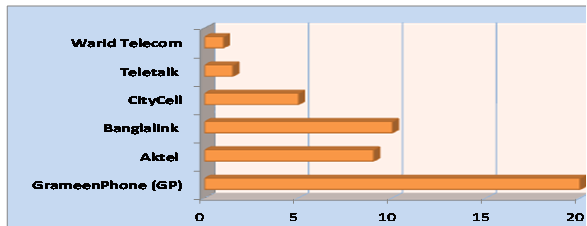 Warid Telecom
Teletalk
CityCell
Banglalink
Aktel
GrameenPhone (GP)
0 5 10 15 20